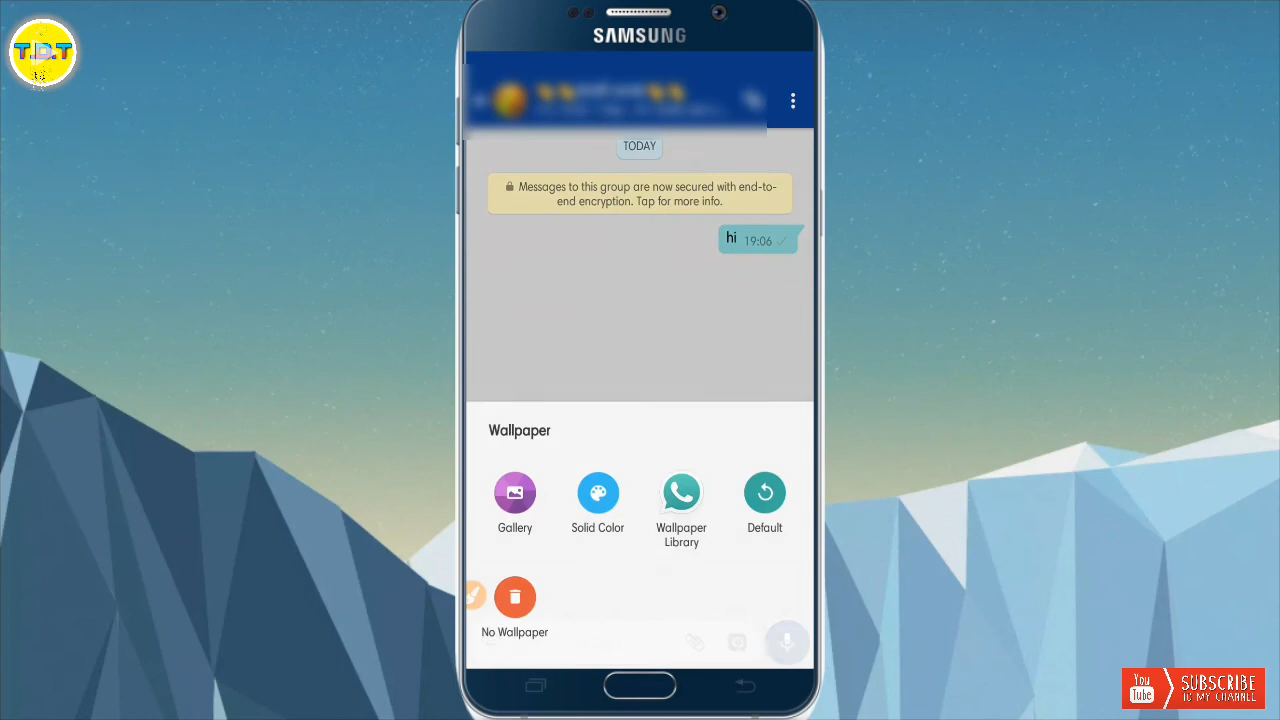 T.D.T
SAMSUNG
TODAY
Messages to this group are now secured with end-to-
end encryption. Tap for more info.
hi 19:06
Wallpaper
Gallery
Solid Color
Wallpaper
Library
Default
No Wallpaper
You
Tube
SUBSCRIBE
IN MY CHANNEL